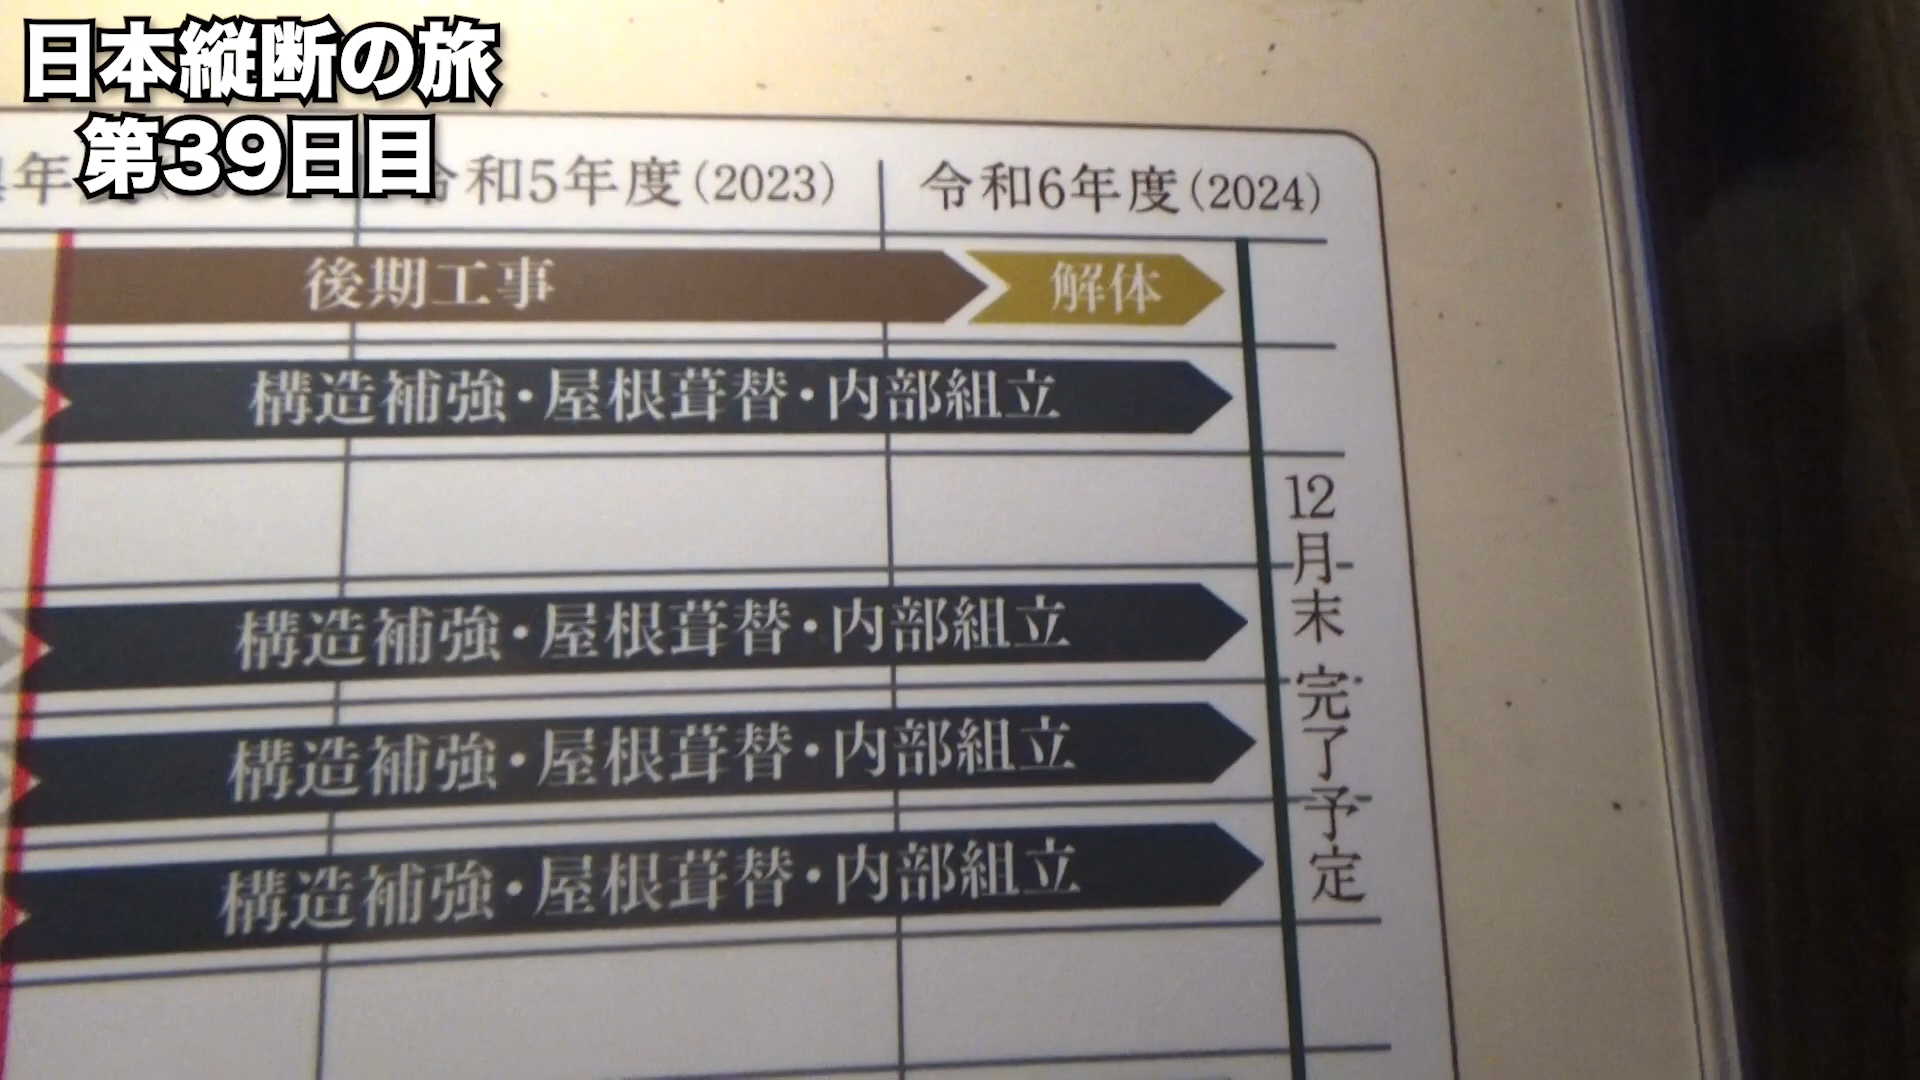 日本縦断の旅
第39日目
年
令和5年度(2023)
令和6年度(2024)
後期工事
解体
構造補強・屋根葺替・内部組立
構造補強・屋根葺替・内部組立
構造補強・屋根葺替・内部組立
構造補強・屋根葺替・内部組立
12月末 完了予定